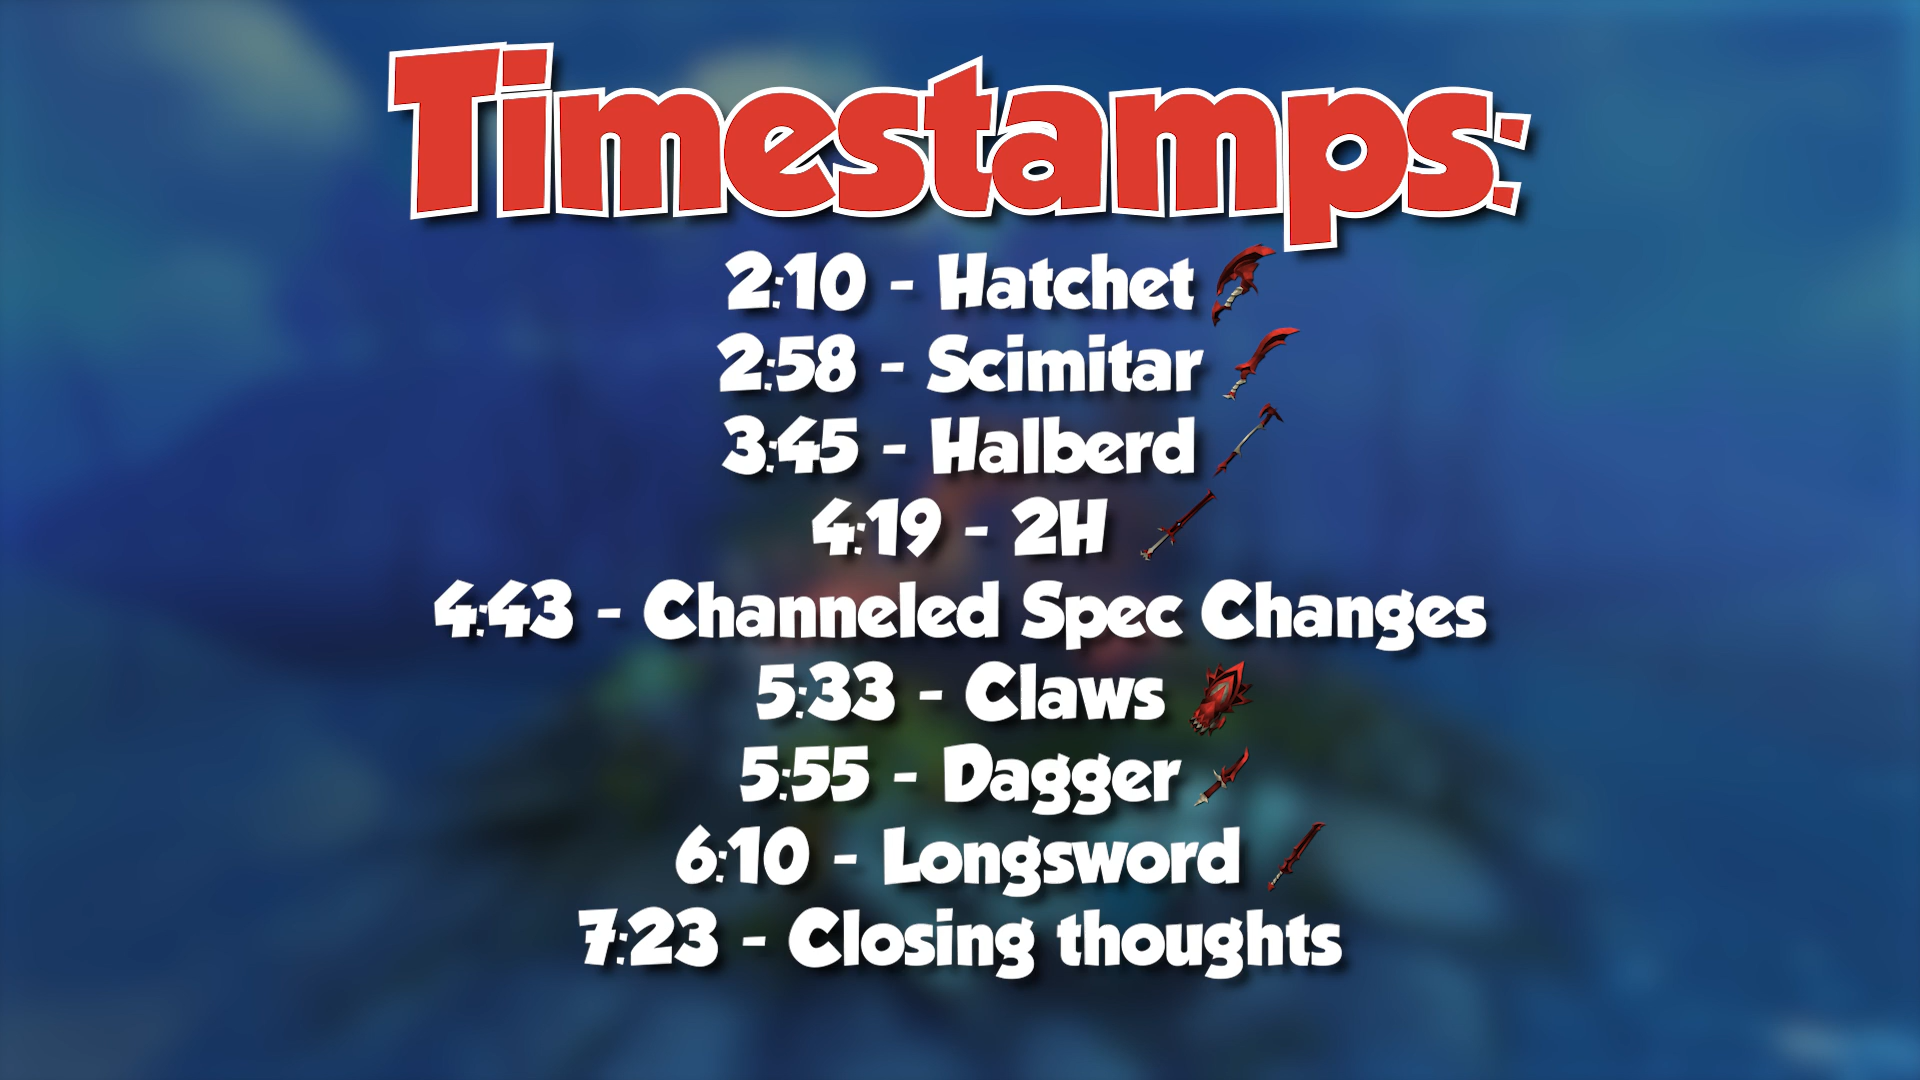 Timestamps:
2:10 - Hatchet
2:58 - Scimitar
3:45 - Halberd
4:19 - 2H
4:43 - Channeled Spec Changes
5:33 - Claws
5:55 - Dagger
6:10 - Longsword
7:23 - Closing thoughts